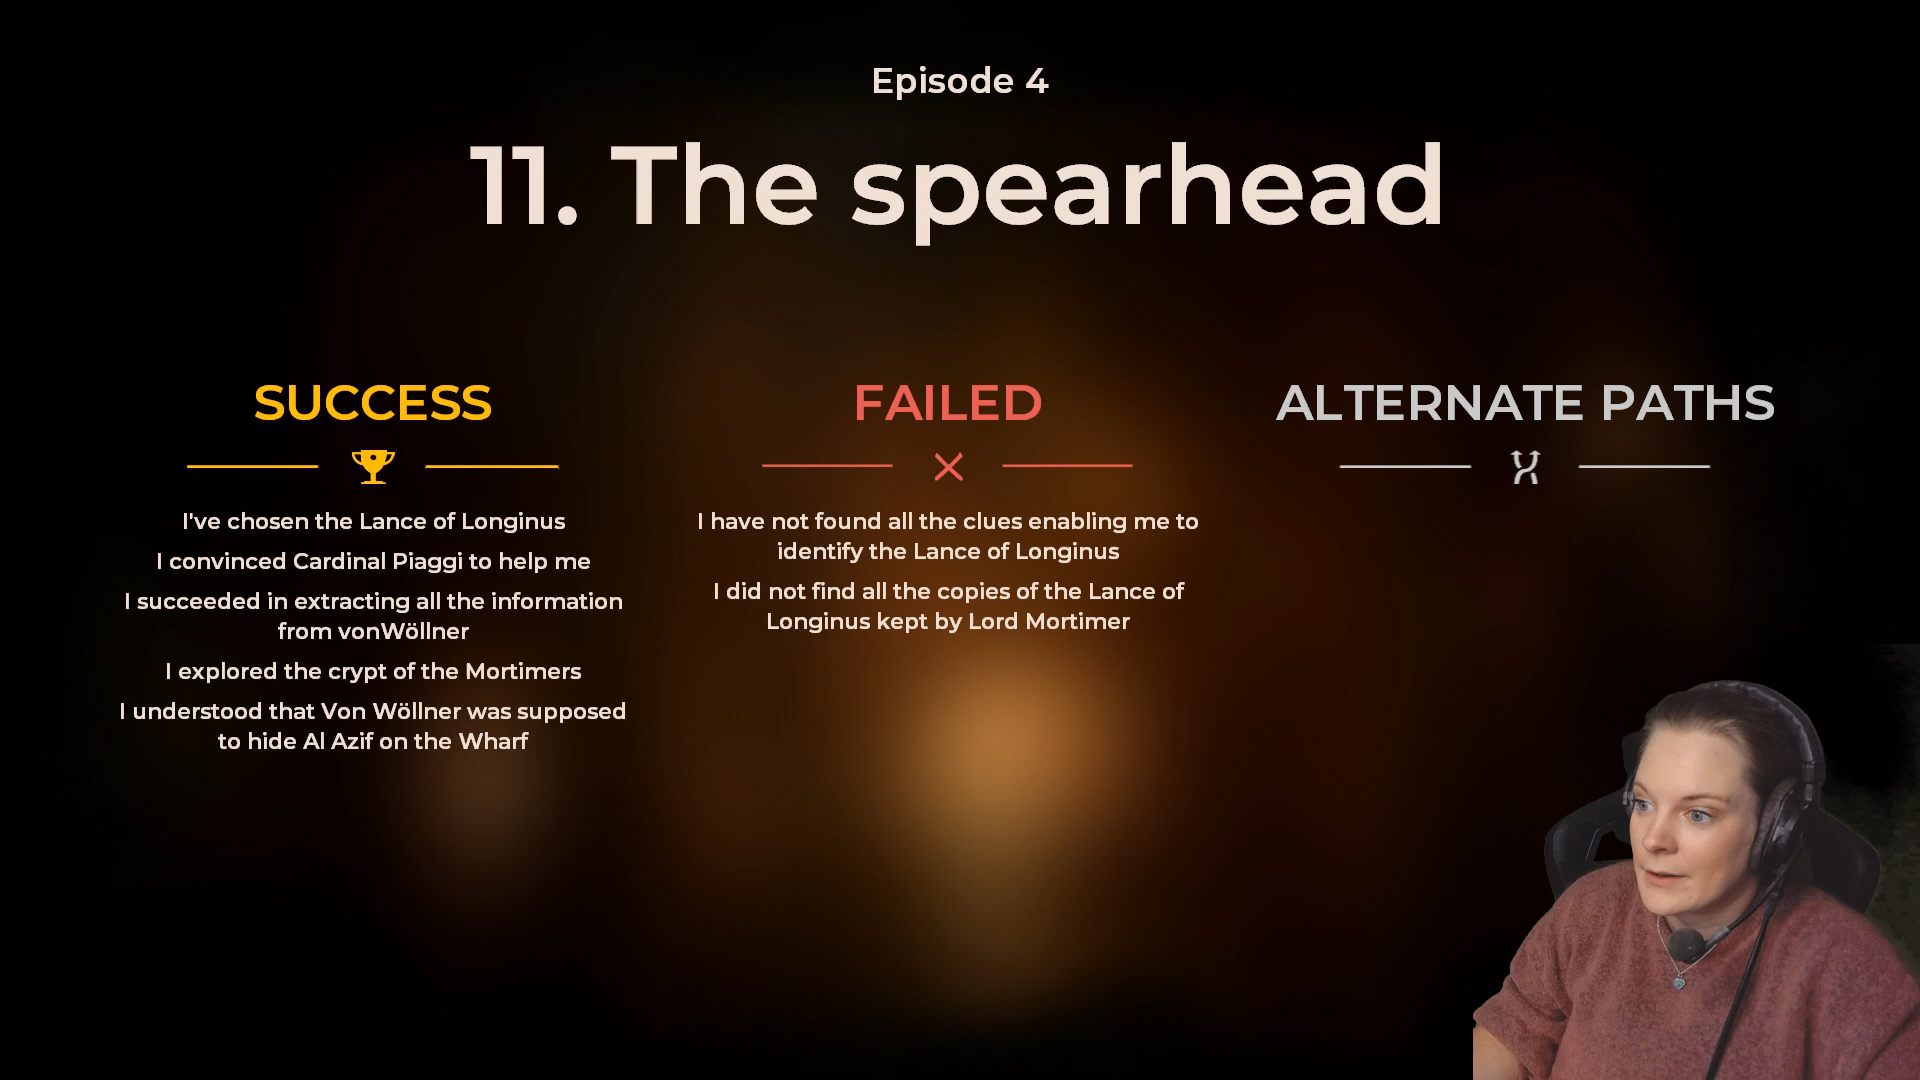 Episode 4
11. The spearhead
SUCCESS
I've chosen the Lance of Longinus
I convinced Cardinal Piaggi to help me
I succeeded in extracting all the information
from vonWöllner
I explored the crypt of the Mortimers
I understood that Von Wöllner was supposed
to hide Al Azif on the Wharf
FAILED
I have not found all the clues enabling me to
identify the Lance of Longinus
I did not find all the copies of the Lance of
Longinus kept by Lord Mortimer
ALTERNATE PATHS